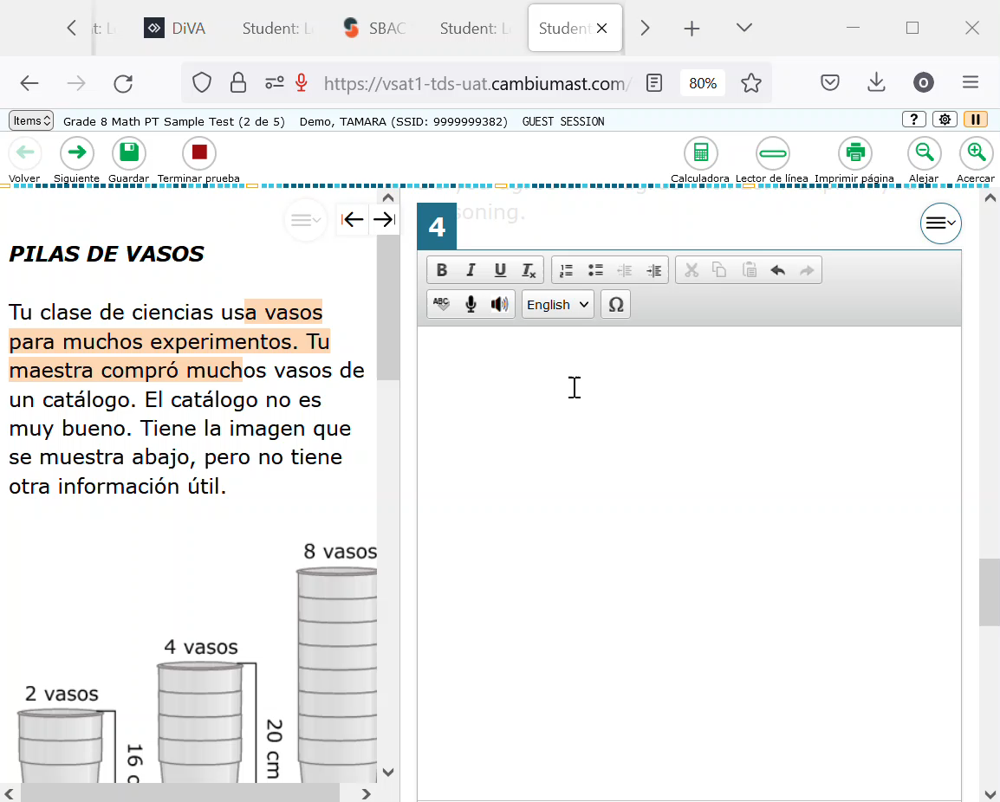 DiVA
Student: L
SBAC
Student: L
Student
https://vsat1-tds-uat.cambiumast.com/
80%
O
Items
Grade 8 Math PT Sample Test (2 de 5)
Demo, TAMARA (SSID: 9999999382)
GUEST SESSION
?
Volver
Siguiente
Guardar
Terminar prueba
Calculadora
Lector de línea
Imprimir página
Alejar
Acercar
PILAS DE VASOS
Tu clase de ciencias usa vasos
para muchos experimentos. Tu
maestra compró muchos vasos de
un catálogo. El catálogo no es
muy bueno. Tiene la imagen que
se muestra abajo, pero no tiene
otra información útil.
2 vasos
4 vasos
8 vasos
16 c
20 cm
soning.
4
B I U Tx
ABC
English
Ω